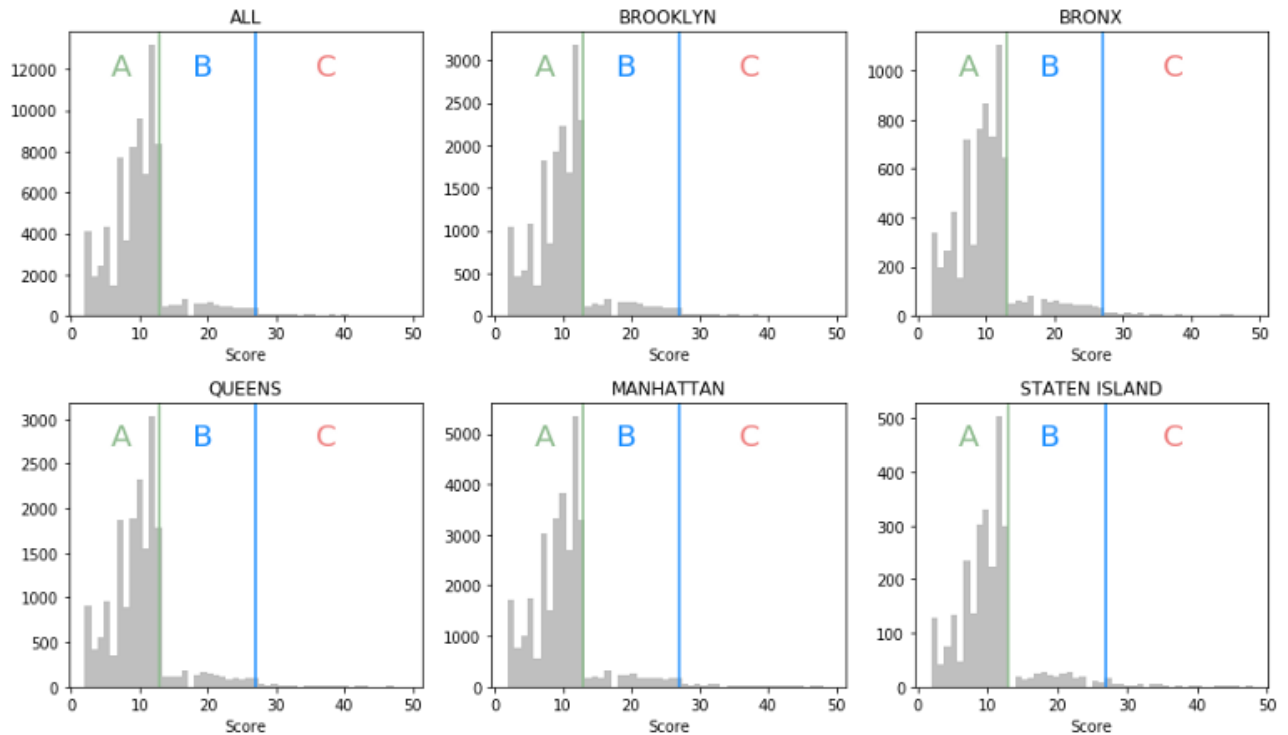 ALL
A B C
12000
10000
8000
6000
4000
2000
0
0 10 20 30 40 50
Score
BROOKLYN
A B C
3000
2500
2000
1500
1000
500
0
0 10 20 30 40 50
Score
BRONX
A B C
1000
800
600
400
200
0
0 10 20 30 40 50
Score
QUEENS
A B C
3000
2500
2000
1500
1000
500
0
0 10 20 30 40 50
Score
MANHATTAN
A B C
5000
4000
3000
2000
1000
0
0 10 20 30 40 50
Score
STATEN ISLAND
A B C
500
400
300
200
100
0
0 10 20 30 40 50
Score